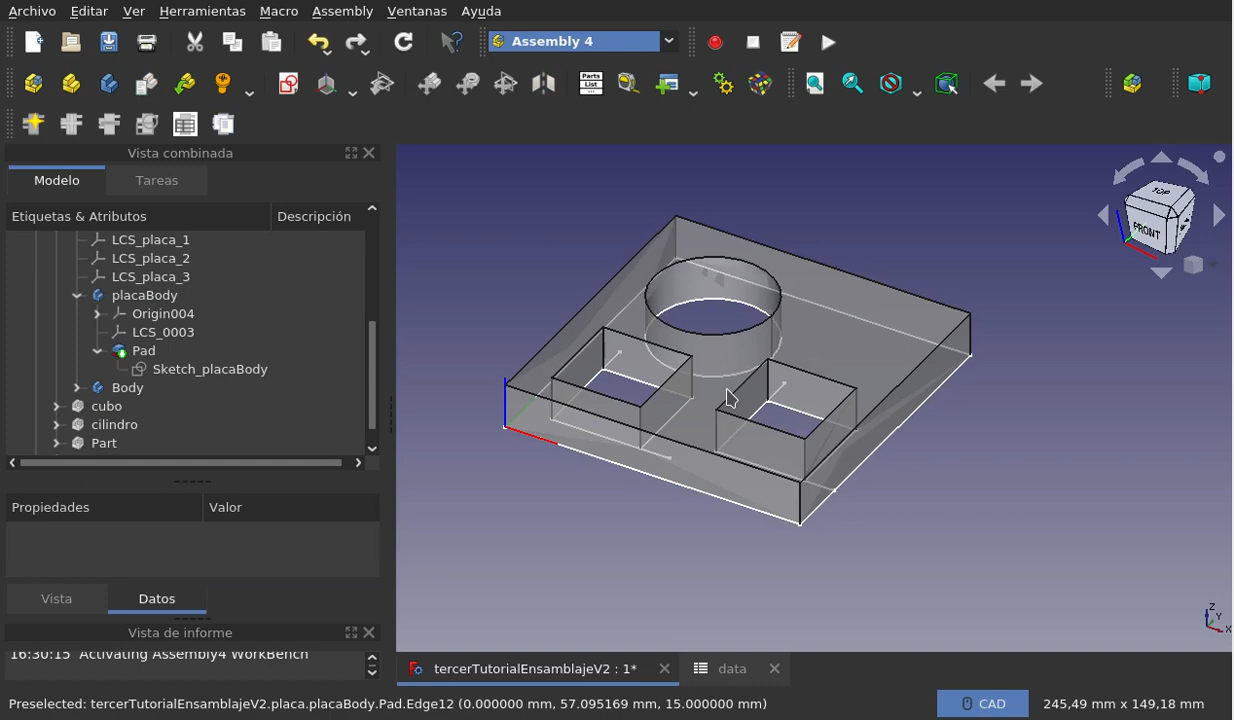 Archivo Editar Ver Herramientas Macro Assembly Ventanas Ayuda
Assembly 4
Parts
List
Vista combinada
Modelo Tareas
Etiquetas & Atributos Descripción
LCS_placa_1
LCS_placa_2
LCS_placa_3
placaBody
Origin004
LCS_0003
Pad
Sketch_placaBody
Body
cubo
cilindro
Part
Propiedades Valor
Vista Datos
Vista de informe
16:30:15 Activating Assembly4 WorkBench
TOP
FRONT
Z
Y
X
tercerTutorialEnsamblajeV2 : 1* data
Preselected: tercerTutorialEnsamblajeV2.placa.placaBody.Pad.Edge12 (0.000000 mm, 57.095169 mm, 15.000000 mm) CAD 245,49 mm x 149,18 mm